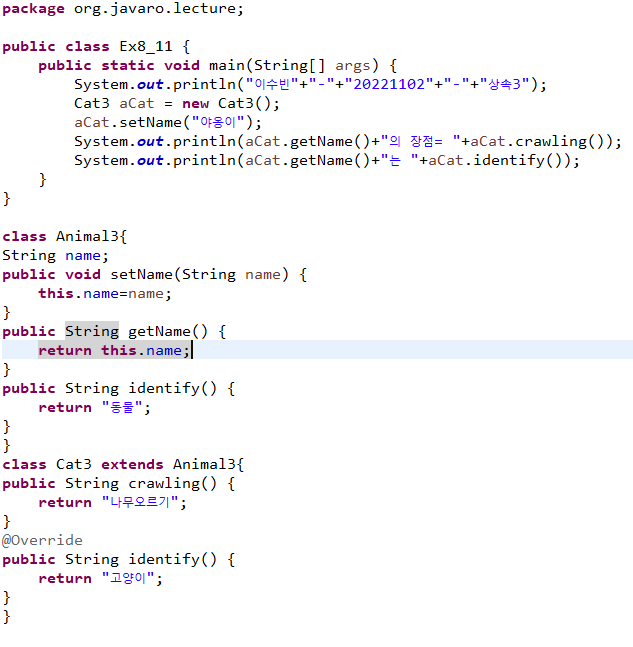 package org.javaro.lecture;
public class Ex8_11 {
public static void main(String[] args) {
System.out.println("이수빈"+"-"+"20221102"+"-"+"상속3");
Cat3 aCat = new Cat3();
aCat.setName("야옹이");
System.out.println(aCat.getName()+"의 장점= "+aCat.crawling());
System.out.println(aCat.getName()+"는 "+aCat.identify());
}
}
class Animal3{
String name;
public void setName(String name) {
this.name=name;
}
public String getName() {
return this.name;
}
public String identify() {
return "동물";
}
}
class Cat3 extends Animal3{
public String crawling() {
return "나무오르기";
}
@Override
public String identify() {
return "고양이";
}
}